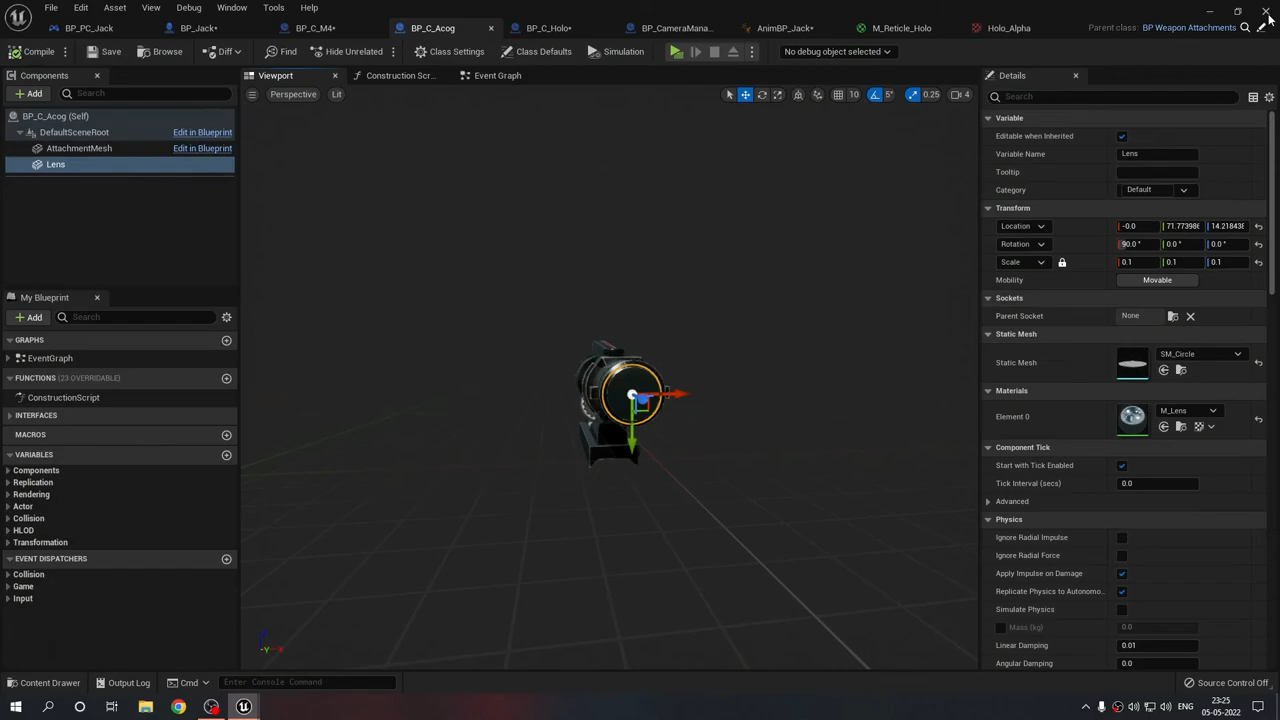 File Edit Asset View Debug Window Tools Help
BP_PC_Jack BP_Jack* BP_C_M4* BP_C_Acog BP_C_Holo* BP_CameraMana... AnimBP_Jack* M_Reticle_Holo Holo_Alpha Parent class: BP Weapon Attachments
Compile Save Browse Diff Find Hide Unrelated Class Settings Class Defaults Simulation No debug object selected
Components
Add Search
BP_C_Acog (Self)
DefaultSceneRoot Edit in Blueprint
AttachmentMesh Edit in Blueprint
Lens
My Blueprint
Add Search
GRAPHS
EventGraph
FUNCTIONS (23 OVERRIDABLE)
ConstructionScript
INTERFACES
MACROS
VARIABLES
Components
Replication
Rendering
Actor
Collision
HLOD
Transformation
EVENT DISPATCHERS
Collision
Game
Input
Viewport Construction Scr... Event Graph
Perspective Lit 10 5° 0.25 4
Z
Y X
Details
Search
Variable
Editable when Inherited
Variable Name Lens
Tooltip
Category Default
Transform
Location -0.0 71.773986 14.218438
Rotation 90.0 ° 0.0 ° 0.0 °
Scale 0.1 0.1 0.1
Mobility Movable
Sockets
Parent Socket None
Static Mesh
Static Mesh SM_Circle
Materials
Element 0 M_Lens
Component Tick
Start with Tick Enabled
Tick Interval (secs) 0.0
Advanced
Physics
Ignore Radial Impulse
Ignore Radial Force
Apply Impulse on Damage
Replicate Physics to Autonomo...
Simulate Physics
Mass (kg) 0.0
Linear Damping 0.01
Angular Damping 0.0
Content Drawer Output Log Cmd Enter Console Command Source Control Off
ENG 23:25
05-05-2022